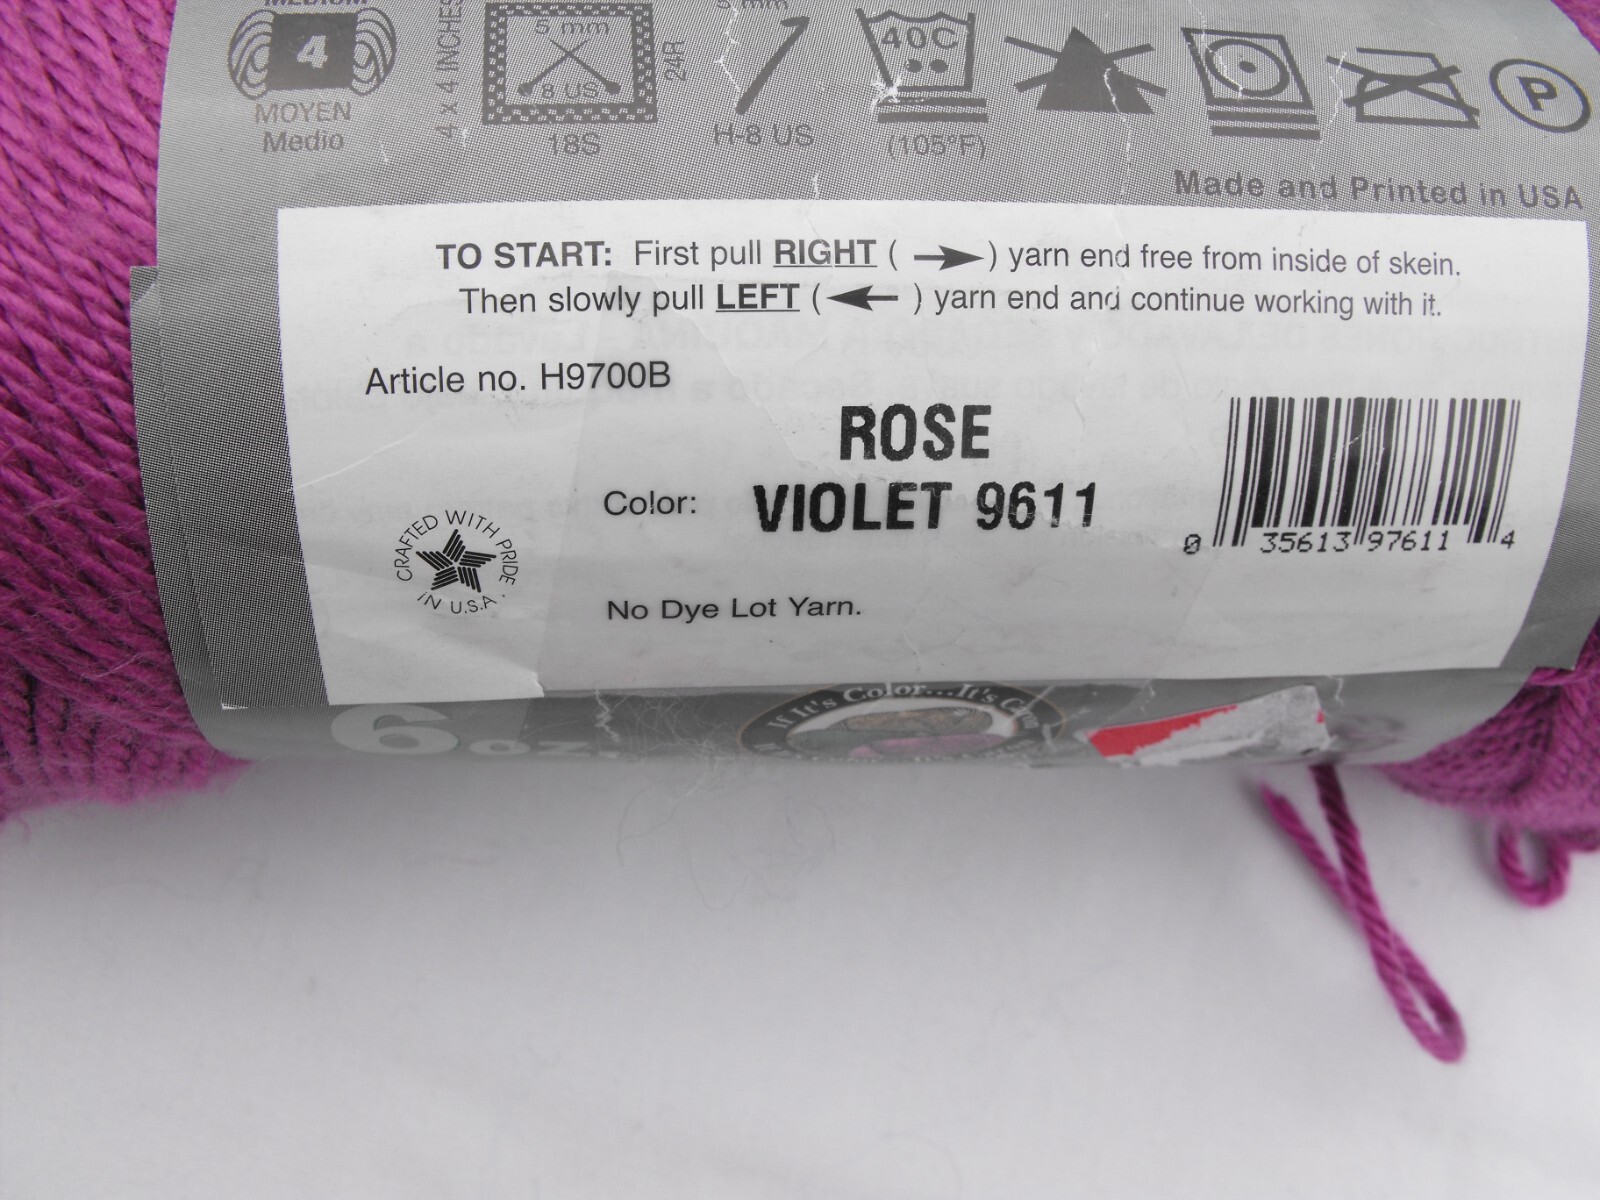 MEDIUM
4
MOYEN
Medio
4 x 4 INCHES
5 mm
8 US
24R
18S
5 mm
H-8 US
40C
(105°F)
P
Made and Printed in USA
TO START: First pull RIGHT ( → ) yarn end free from inside of skein.
Then slowly pull LEFT ( ← ) yarn end and continue working with it.
Article no. H9700B
ROSE
Color: VIOLET 9611
CRAFTED WITH PRIDE
IN U.S.A.
0 35613 97611 4
No Dye Lot Yarn.
6 oz.
If It's Color...It's